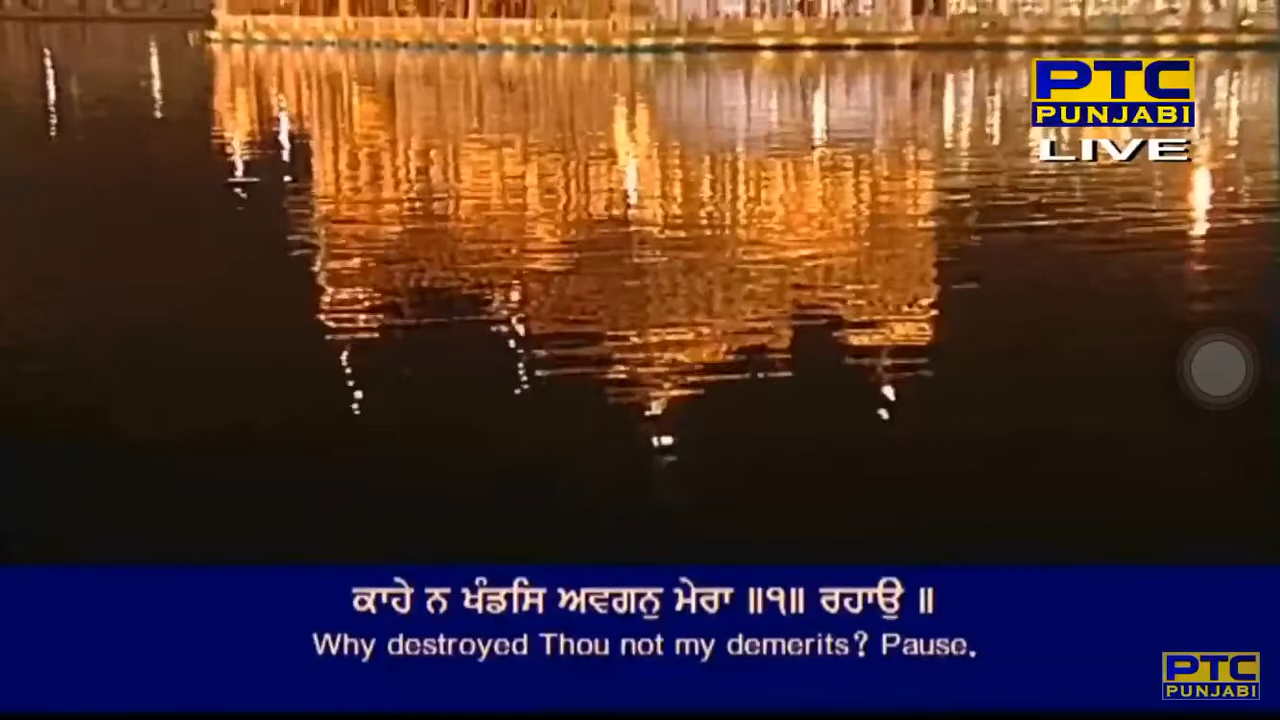 PTC
PUNJABI
LIVE
ਕਾਹੇ ਨ ਖੰਡਸਿ ਅਵਗਨੁ ਮੇਰਾ ॥੧॥ ਰਹਾਉ ॥
Why destroyed Thou not my demerits? Pause.
PTC
PUNJABI